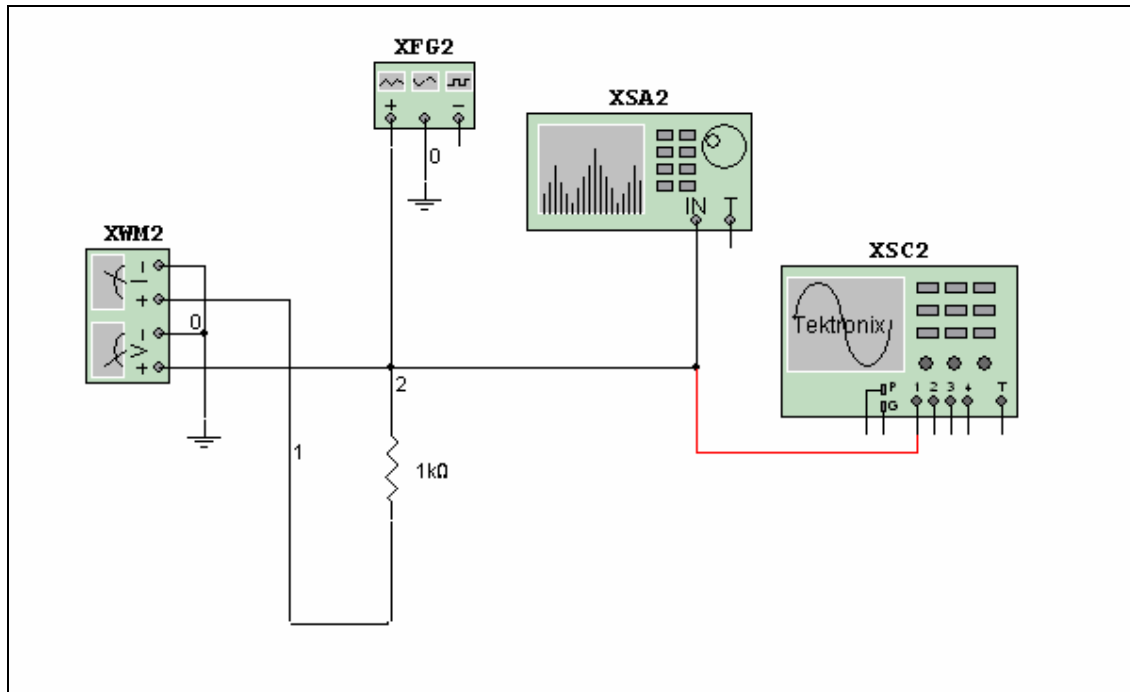 XFG2
+ −
0
XSA2
IN T
XWM2
− I +
0
− V +
XSC2
Tektronix
P 1 2 3 4 T
G
2
1
1kΩ